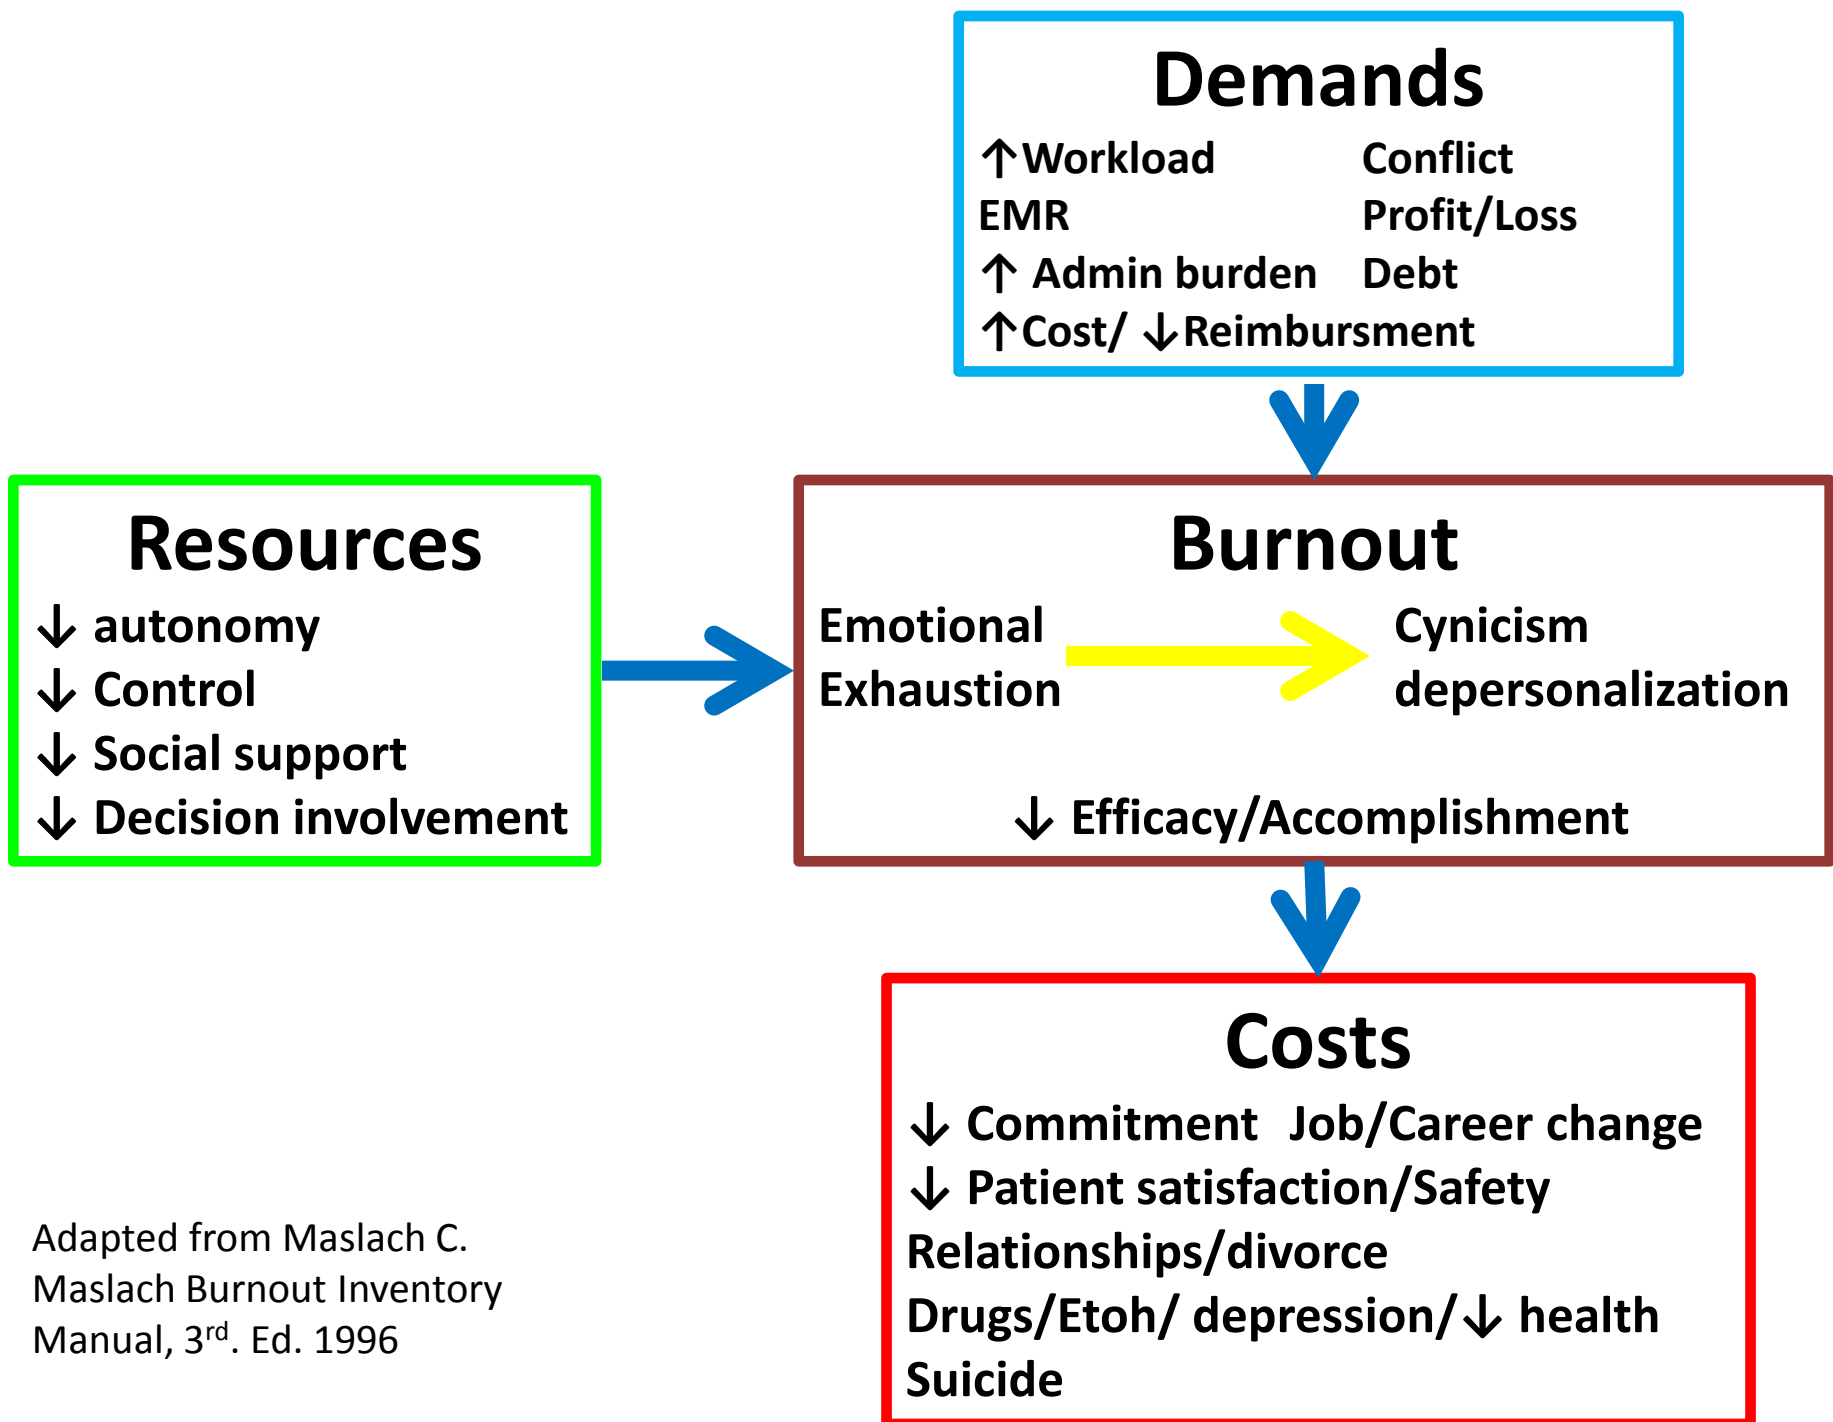 Demands
↑Workload Conflict
EMR Profit/Loss
↑ Admin burden Debt
↑Cost/ ↓Reimbursment
Resources
↓ autonomy
↓ Control
↓ Social support
↓ Decision involvement
Burnout
Emotional Cynicism
Exhaustion depersonalization
↓ Efficacy/Accomplishment
Costs
↓ Commitment Job/Career change
↓ Patient satisfaction/Safety
Relationships/divorce
Drugs/Etoh/ depression/↓ health
Suicide
Adapted from Maslach C.
Maslach Burnout Inventory
Manual, 3rd. Ed. 1996